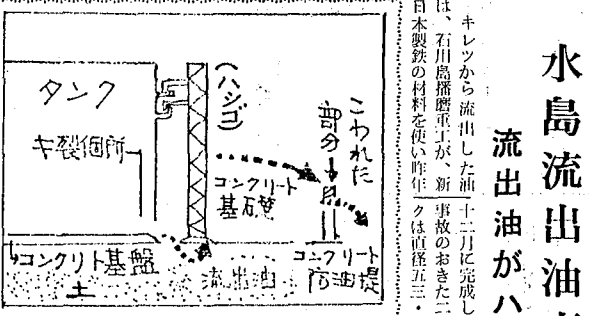 水島流出油
流出油がハ
キレツから流出した油
は、石川島播磨重工が、新
日本製鉄の材料を使い昨年
十二月に完成し
事故のおきた二
クは直径五三・
タンク
キ裂個所
(ハシゴ)
コンクリート
基礎
こわれた
部分
コンクリト基盤
土
流出油
コンクリート
防油堤